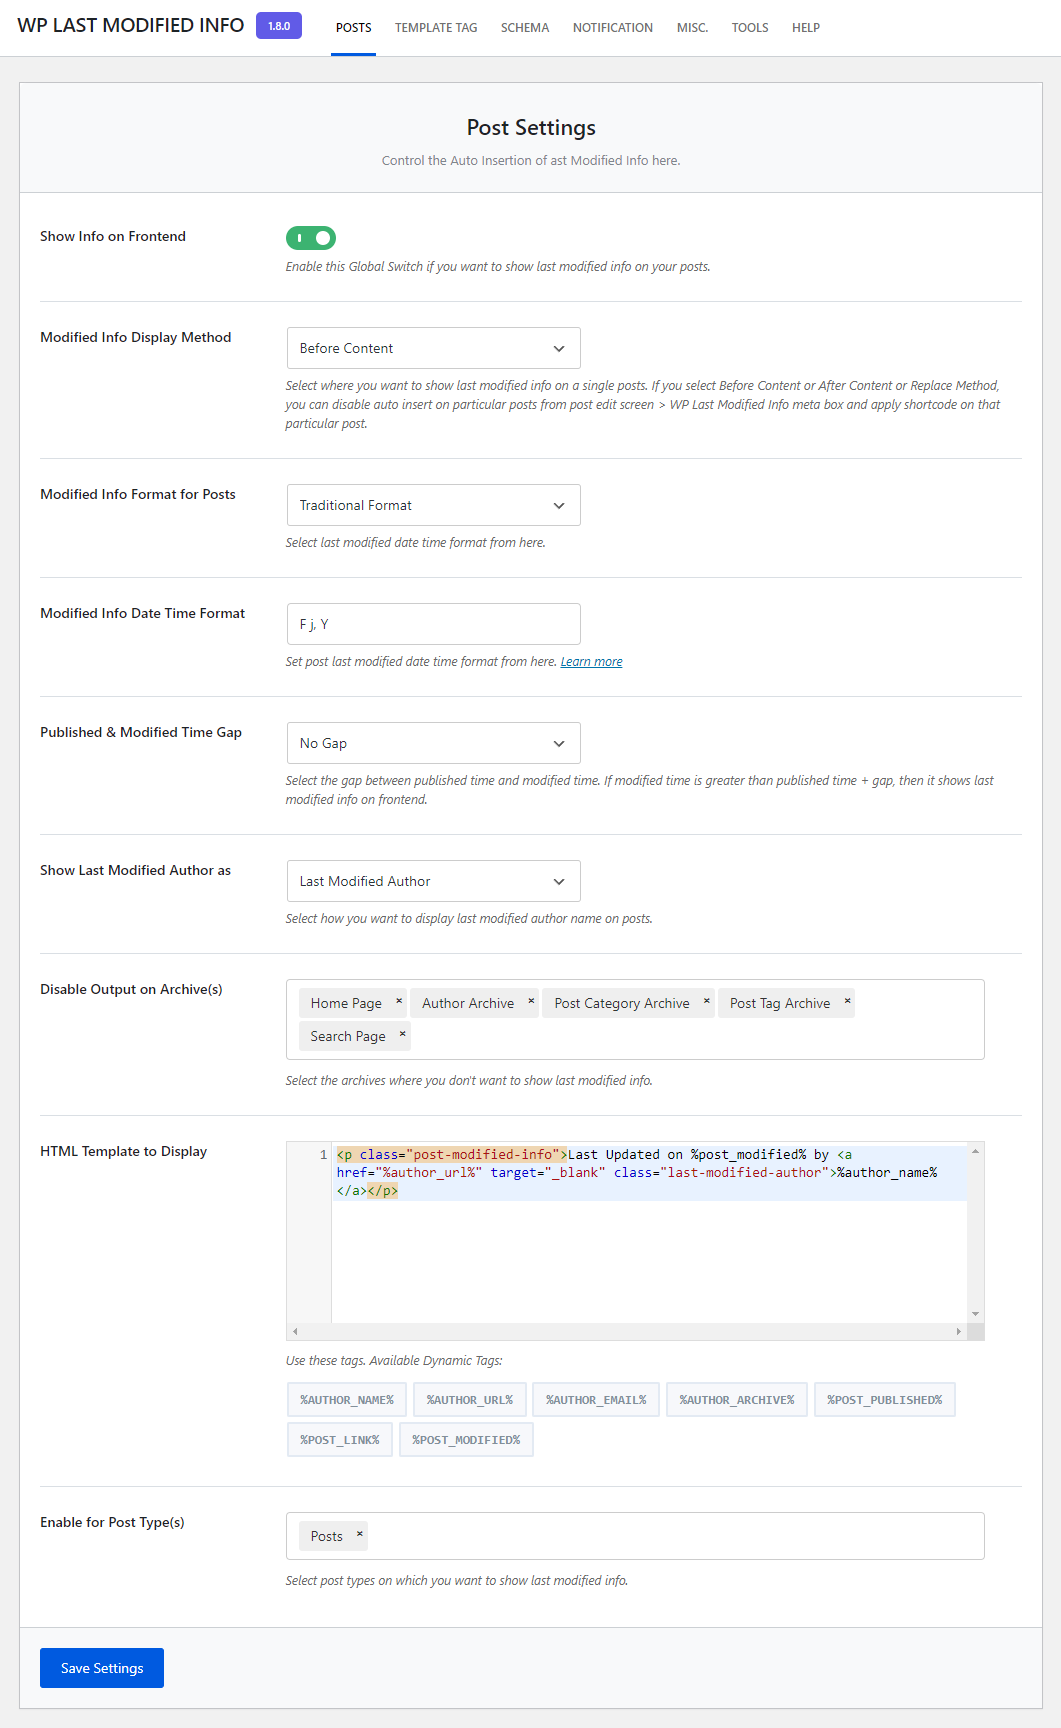 WP LAST MODIFIED INFO 1.8.0 POSTS TEMPLATE TAG SCHEMA NOTIFICATION MISC. TOOLS HELP
Post Settings
Control the Auto Insertion of ast Modified Info here.
Show Info on Frontend
Enable this Global Switch if you want to show last modified info on your posts.
Modified Info Display Method
Before Content
Select where you want to show last modified info on a single posts. If you select Before Content or After Content or Replace Method,
you can disable auto insert on particular posts from post edit screen > WP Last Modified Info meta box and apply shortcode on that
particular post.
Modified Info Format for Posts
Traditional Format
Select last modified date time format from here.
Modified Info Date Time Format
F j, Y
Set post last modified date time format from here. Learn more
Published & Modified Time Gap
No Gap
Select the gap between published time and modified time. If modified time is greater than published time + gap, then it shows last
modified info on frontend.
Show Last Modified Author as
Last Modified Author
Select how you want to display last modified author name on posts.
Disable Output on Archive(s)
Home Page × Author Archive × Post Category Archive × Post Tag Archive ×
Search Page ×
Select the archives where you don't want to show last modified info.
HTML Template to Display
1 <p class="post-modified-info">Last Updated on %post_modified% by <a
href="%author_url%" target="_blank" class="last-modified-author">%author_name%
</a></p>
Use these tags. Available Dynamic Tags:
%AUTHOR_NAME% %AUTHOR_URL% %AUTHOR_EMAIL% %AUTHOR_ARCHIVE% %POST_PUBLISHED%
%POST_LINK% %POST_MODIFIED%
Enable for Post Type(s)
Posts ×
Select post types on which you want to show last modified info.
Save Settings